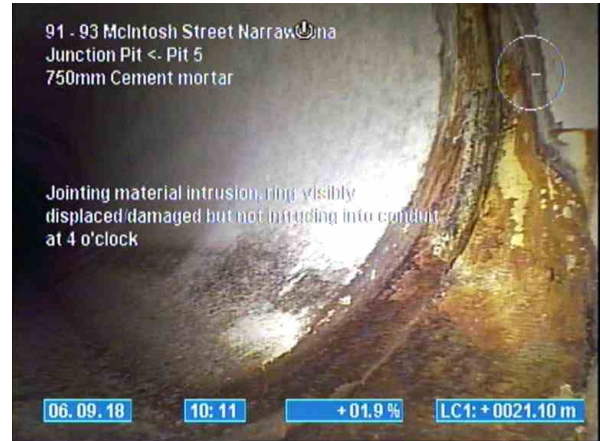 91 - 93 McIntosh Street Narrawena
Junction Pit <- Pit 5
750mm Cement mortar
Jointing material intrusion, ring visibly
displaced/damaged but not intruding into conduit
at 4 o'clock
06. 09. 18
10: 11
+01.9 %
LC1: + 0021.10 m